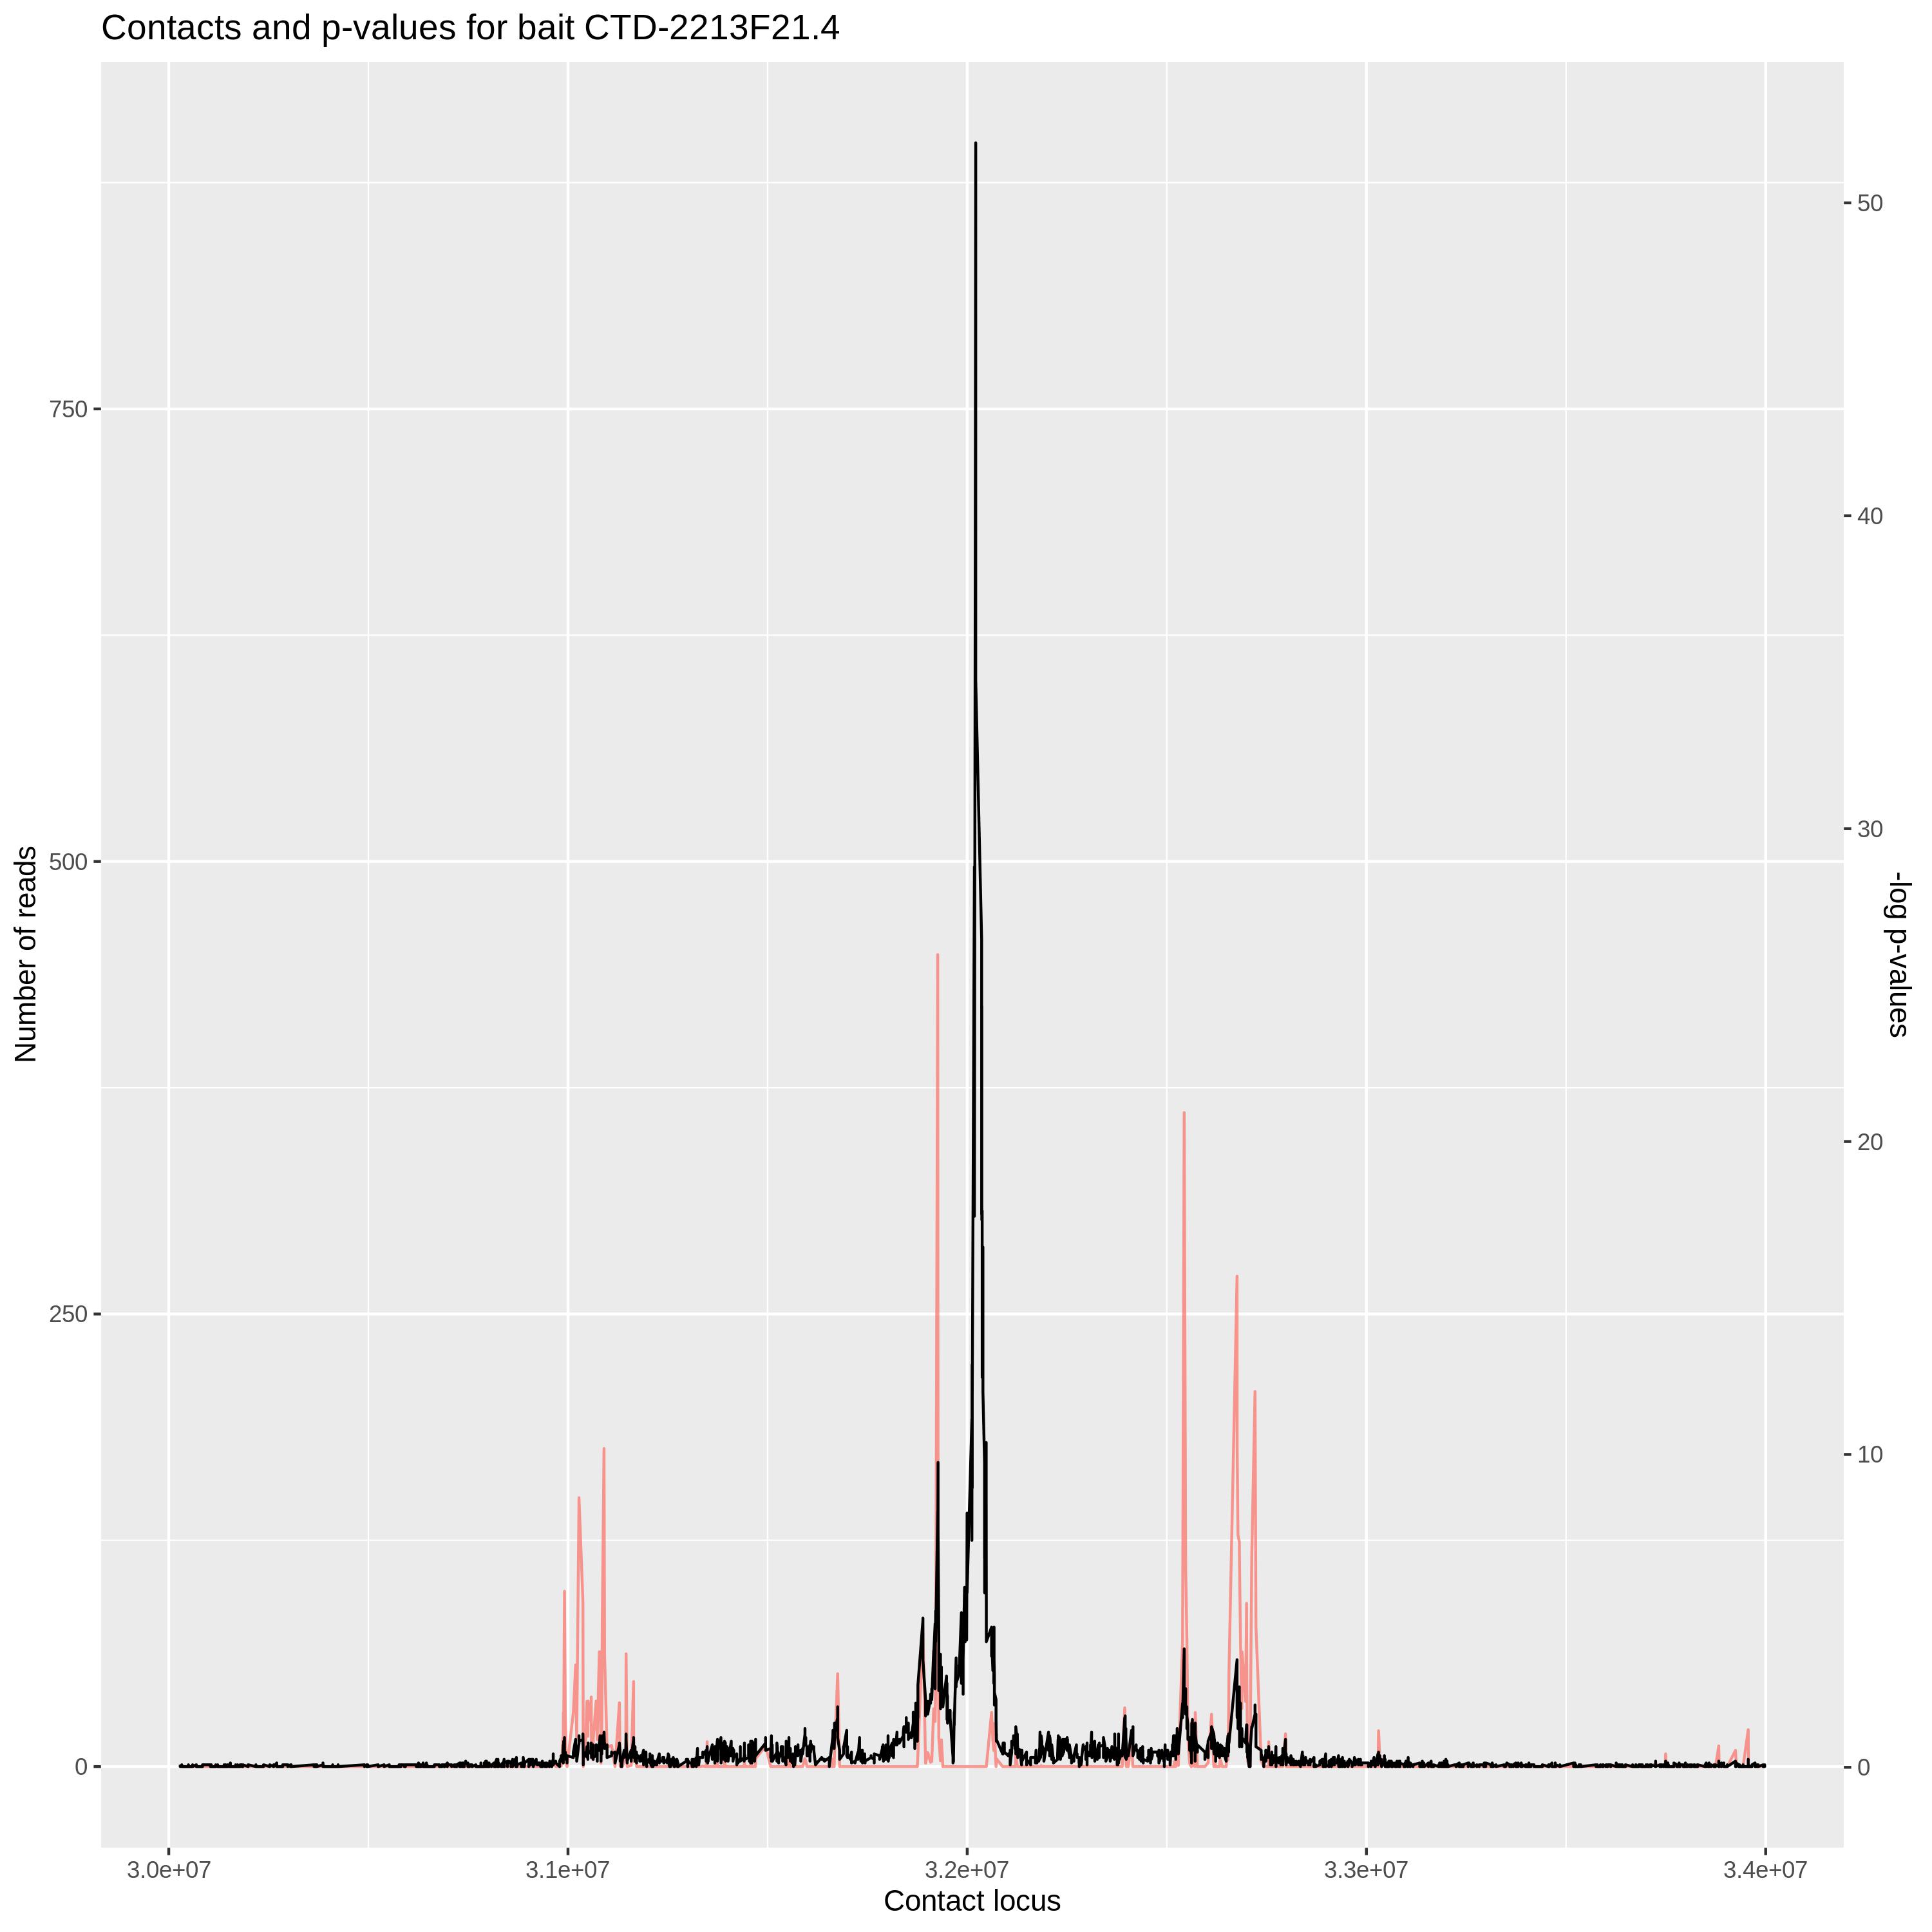 Contacts and p-values for bait CTD-2213F21.4
750
500
250
0
Number of reads
50
40
30
20
10
0
-log p-values
3.0e+07 3.1e+07 3.2e+07 3.3e+07 3.4e+07
Contact locus